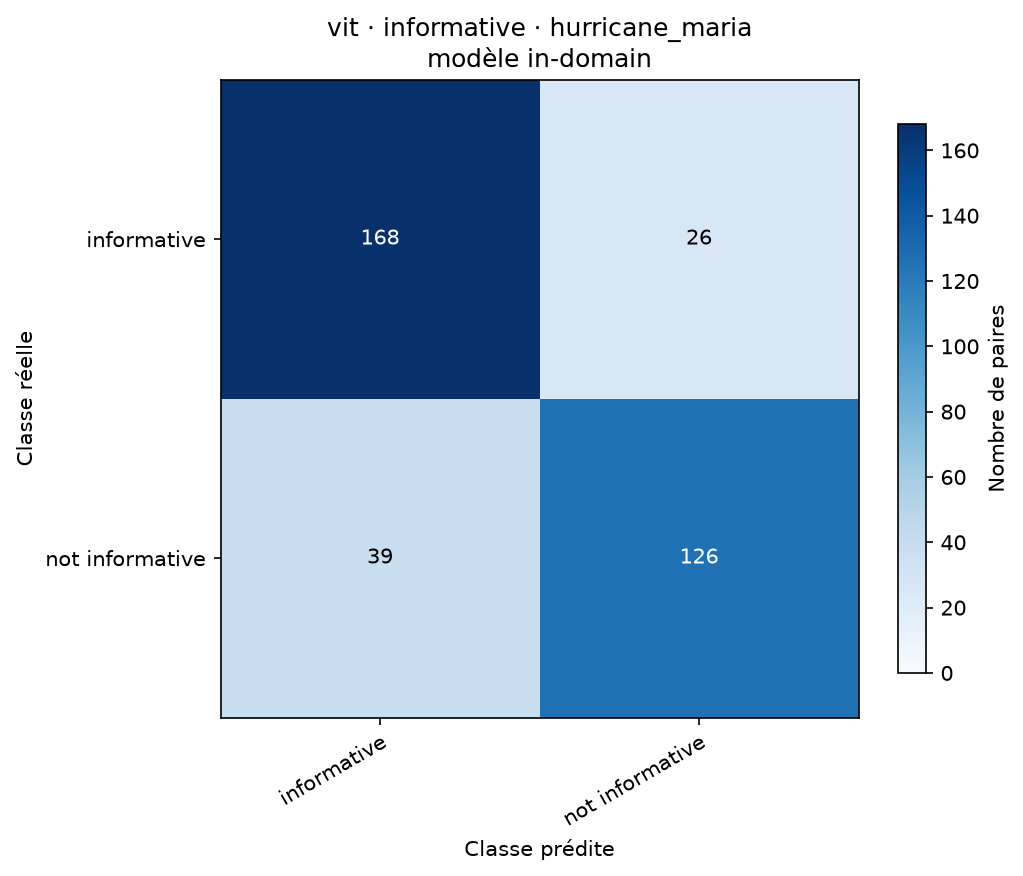 vit · informative · hurricane_maria
modèle in-domain
informative
168
26
not informative
39
126
informative
not informative
Classe prédite
Classe réelle
160
140
120
100
80
60
40
20
0
Nombre de paires